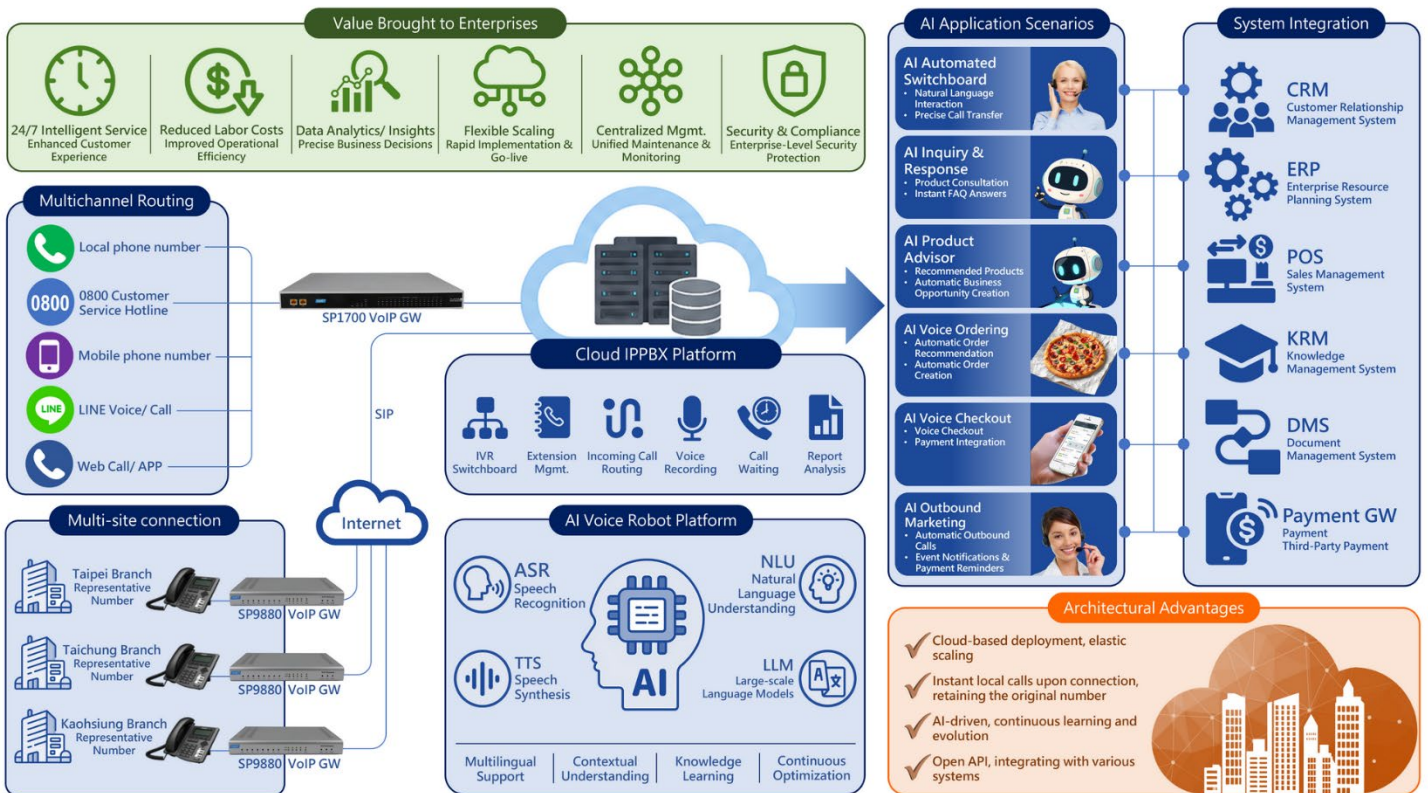 Value Brought to Enterprises
24/7 Intelligent Service
Enhanced Customer
Experience
Reduced Labor Costs
Improved Operational
Efficiency
Data Analytics/ Insights
Precise Business Decisions
Flexible Scaling
Rapid Implementation &
Go-live
Centralized Mgmt.
Unified Maintenance &
Monitoring
Security & Compliance
Enterprise-Level Security
Protection
Multichannel Routing
Local phone number
0800
0800 Customer
Service Hotline
Mobile phone number
LINE
LINE Voice/ Call
Web Call/ APP
SP1700 VoIP GW
SIP
Internet
Multi-site connection
Taipei Branch
Representative
Number
SP9880 VoIP GW
Taichung Branch
Representative
Number
SP9880 VoIP GW
Kaohsiung Branch
Representative
Number
SP9880 VoIP GW
Cloud IPPBX Platform
IVR
Switchboard
Extension
Mgmt.
Incoming Call
Routing
Voice
Recording
Call
Waiting
Report
Analysis
AI Voice Robot Platform
ASR
Speech
Recognition
TTS
Speech
Synthesis
AI
NLU
Natural
Language
Understanding
LLM
Large-scale
Language Models
A
文
Multilingual
Support
Contextual
Understanding
Knowledge
Learning
Continuous
Optimization
AI Application Scenarios
AI Automated
Switchboard
• Natural Language
Interaction
• Precise Call Transfer
AI Inquiry &
Response
• Product Consultation
• Instant FAQ Answers
AI Product
Advisor
• Recommended Products
• Automatic Business
Opportunity Creation
AI Voice Ordering
• Automatic Order
Recommendation
• Automatic Order
Creation
AI Voice Checkout
• Voice Checkout
• Payment Integration
AI Outbound
Marketing
• Automatic Outbound
Calls
• Event Notifications &
Payment Reminders
System Integration
CRM
Customer Relationship
Management System
ERP
Enterprise Resource
Planning System
POS
Sales Management
System
KRM
Knowledge
Management System
DMS
Document
Management System
Payment GW
Payment
Third-Party Payment
Architectural Advantages
Cloud-based deployment, elastic
scaling
Instant local calls upon connection,
retaining the original number
AI-driven, continuous learning and
evolution
Open API, integrating with various
systems